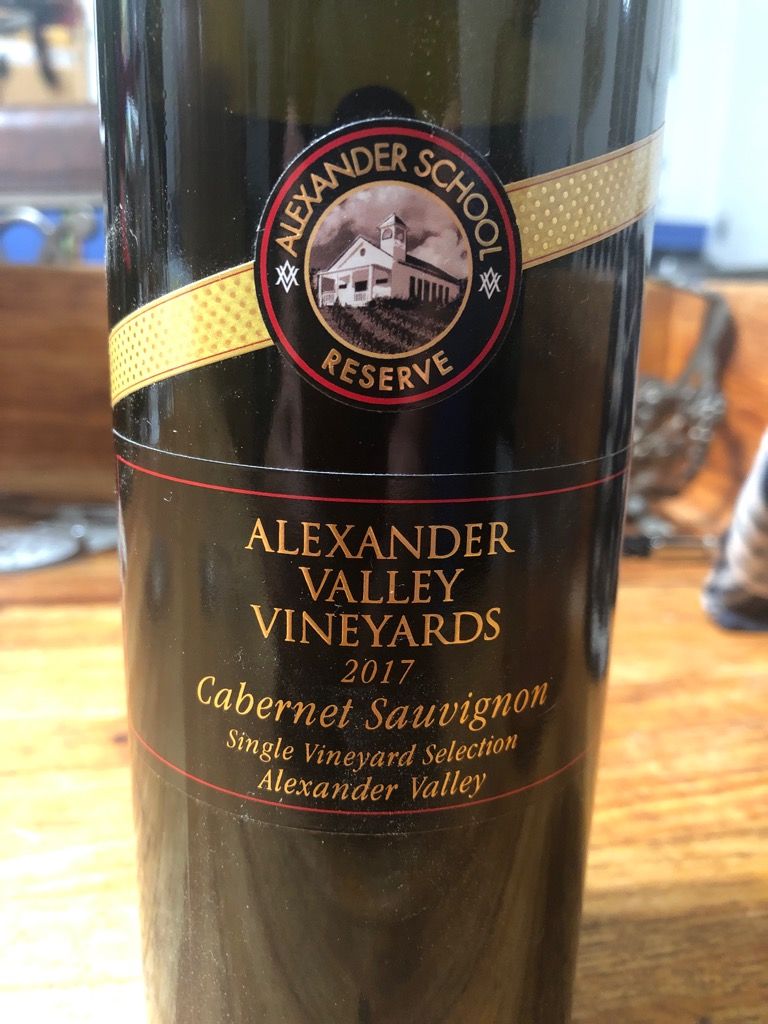 ALEXANDER SCHOOL
RESERVE
ALEXANDER
VALLEY
VINEYARDS
2017
Cabernet Sauvignon
Single Vineyard Selection
Alexander Valley